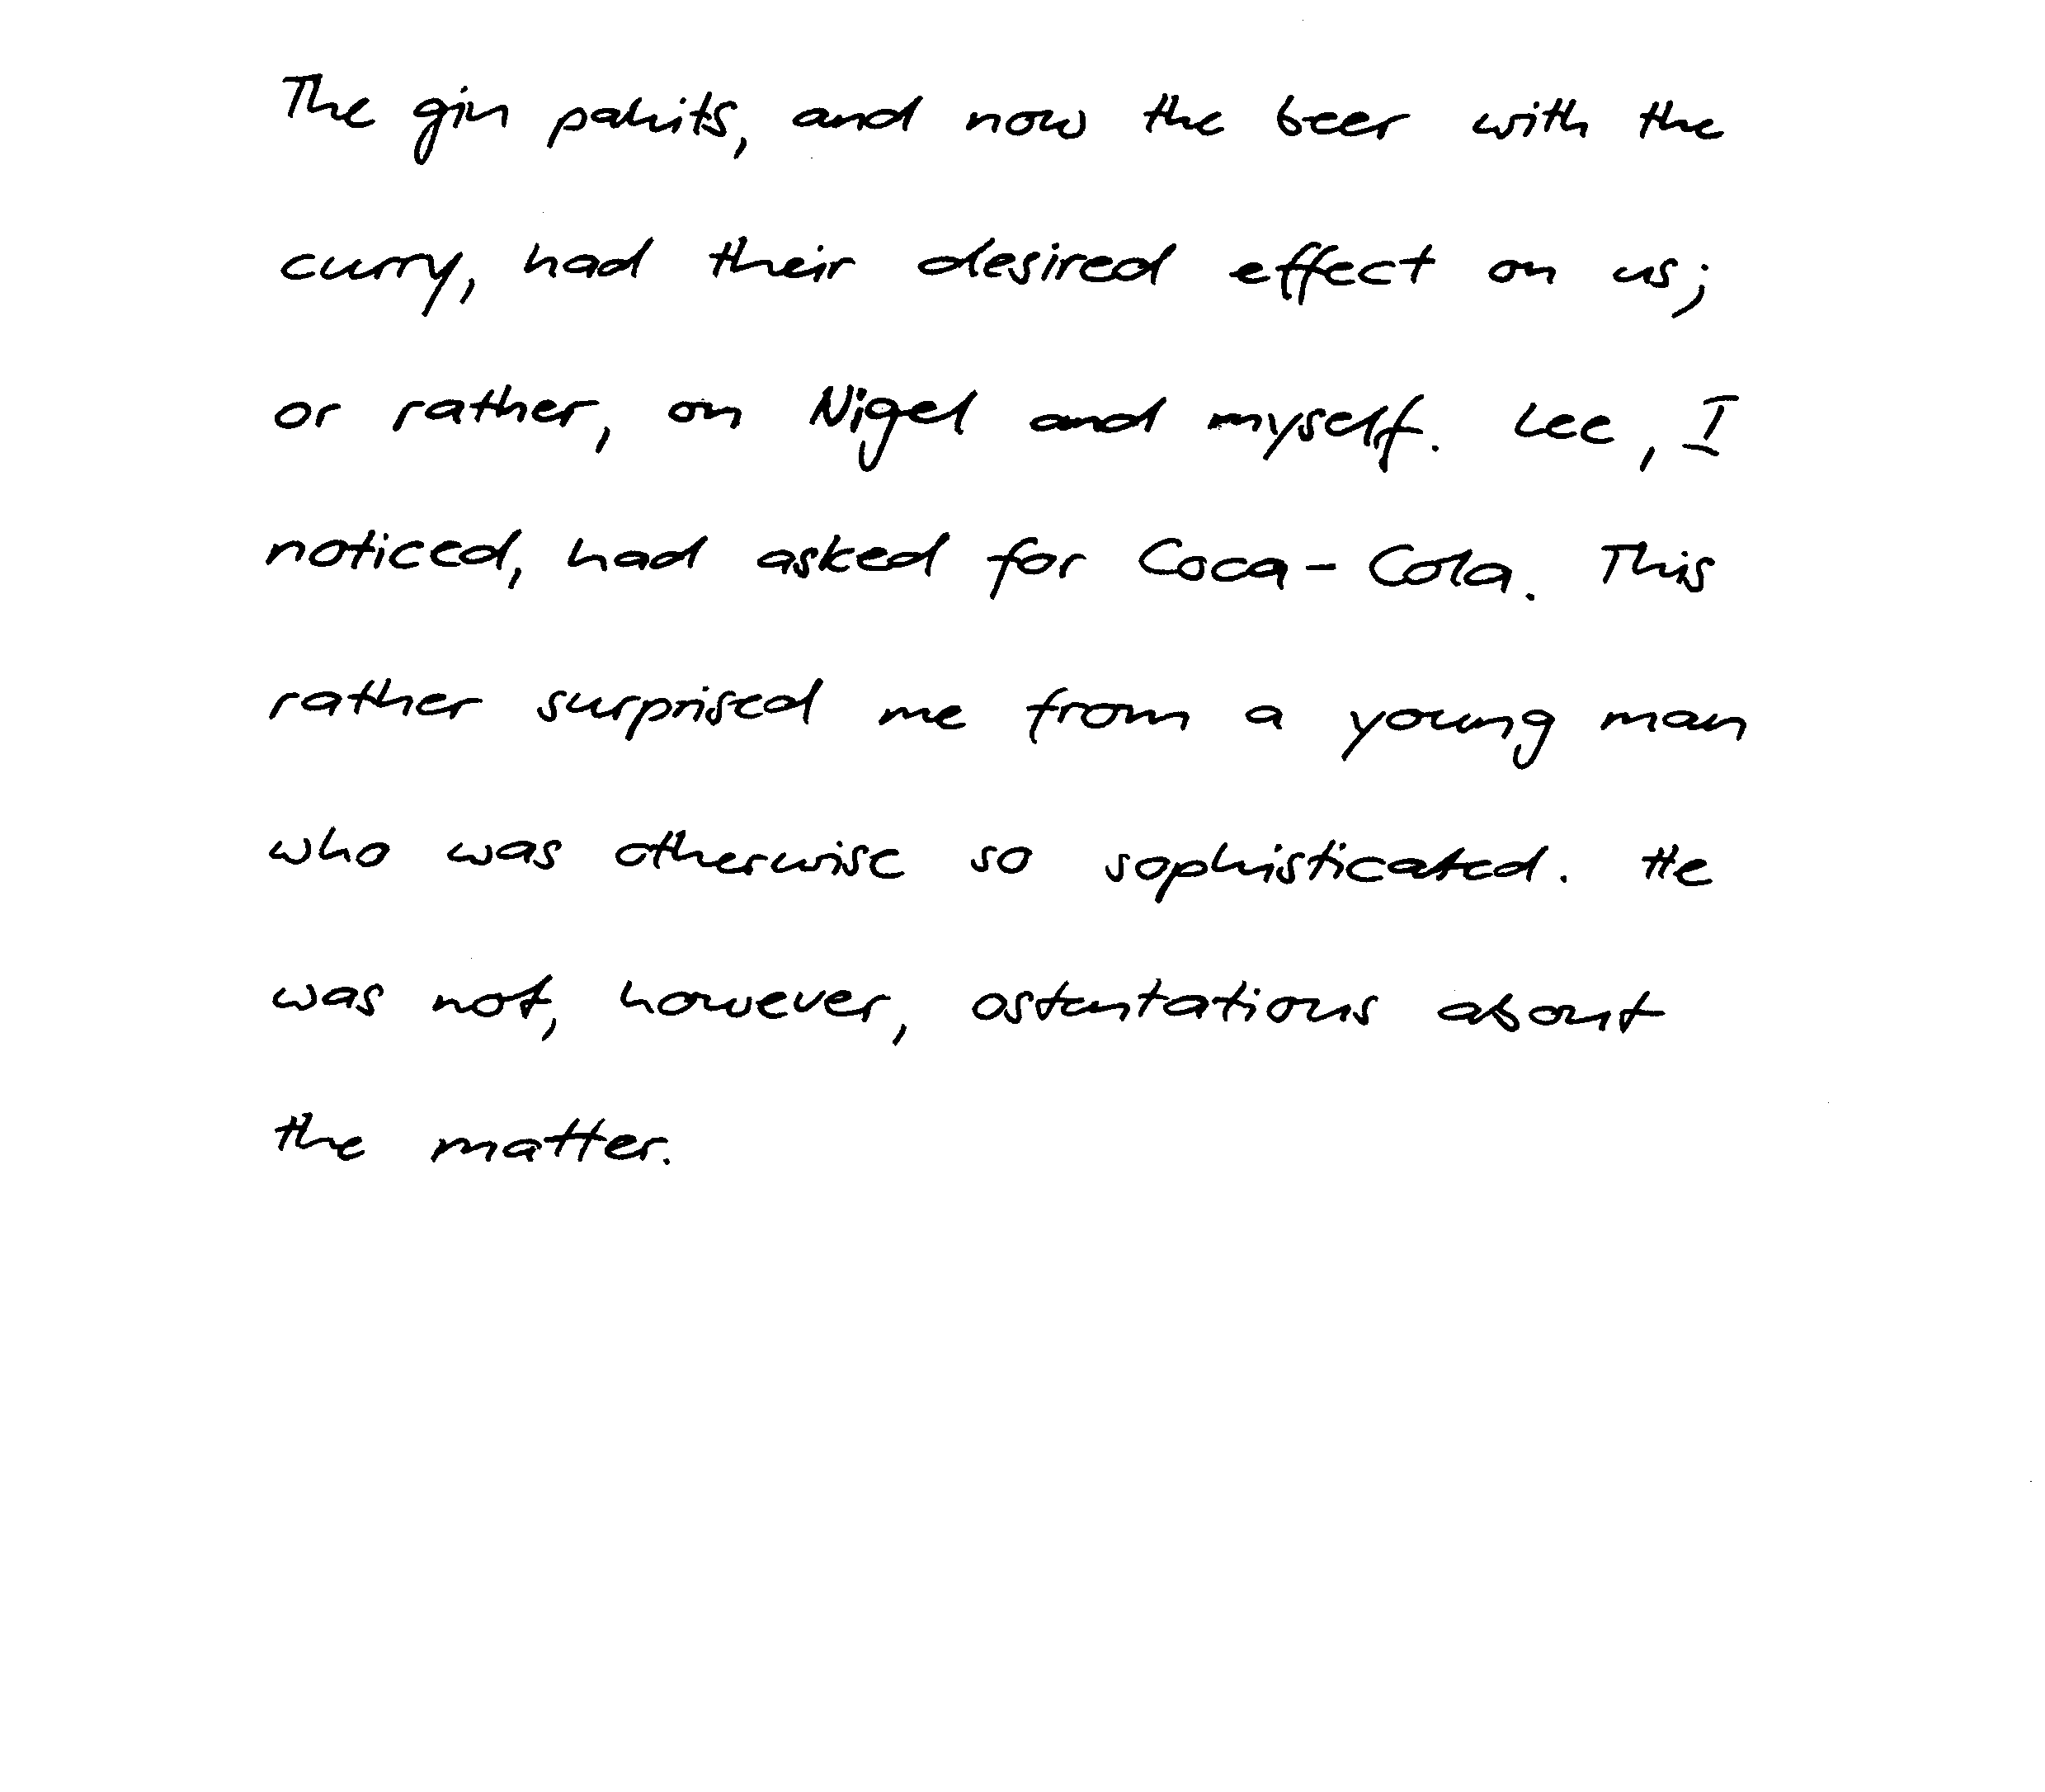 The gin pahits, and now the beer with the
curry, had their desired effect on us;
or rather, on Nigel and myself. Lee, I
noticed, had asked for Coca-Cola. This
rather surprised me from a young man
who was otherwise so sophisticated. He
was not, however, ostentatious about
the matter.